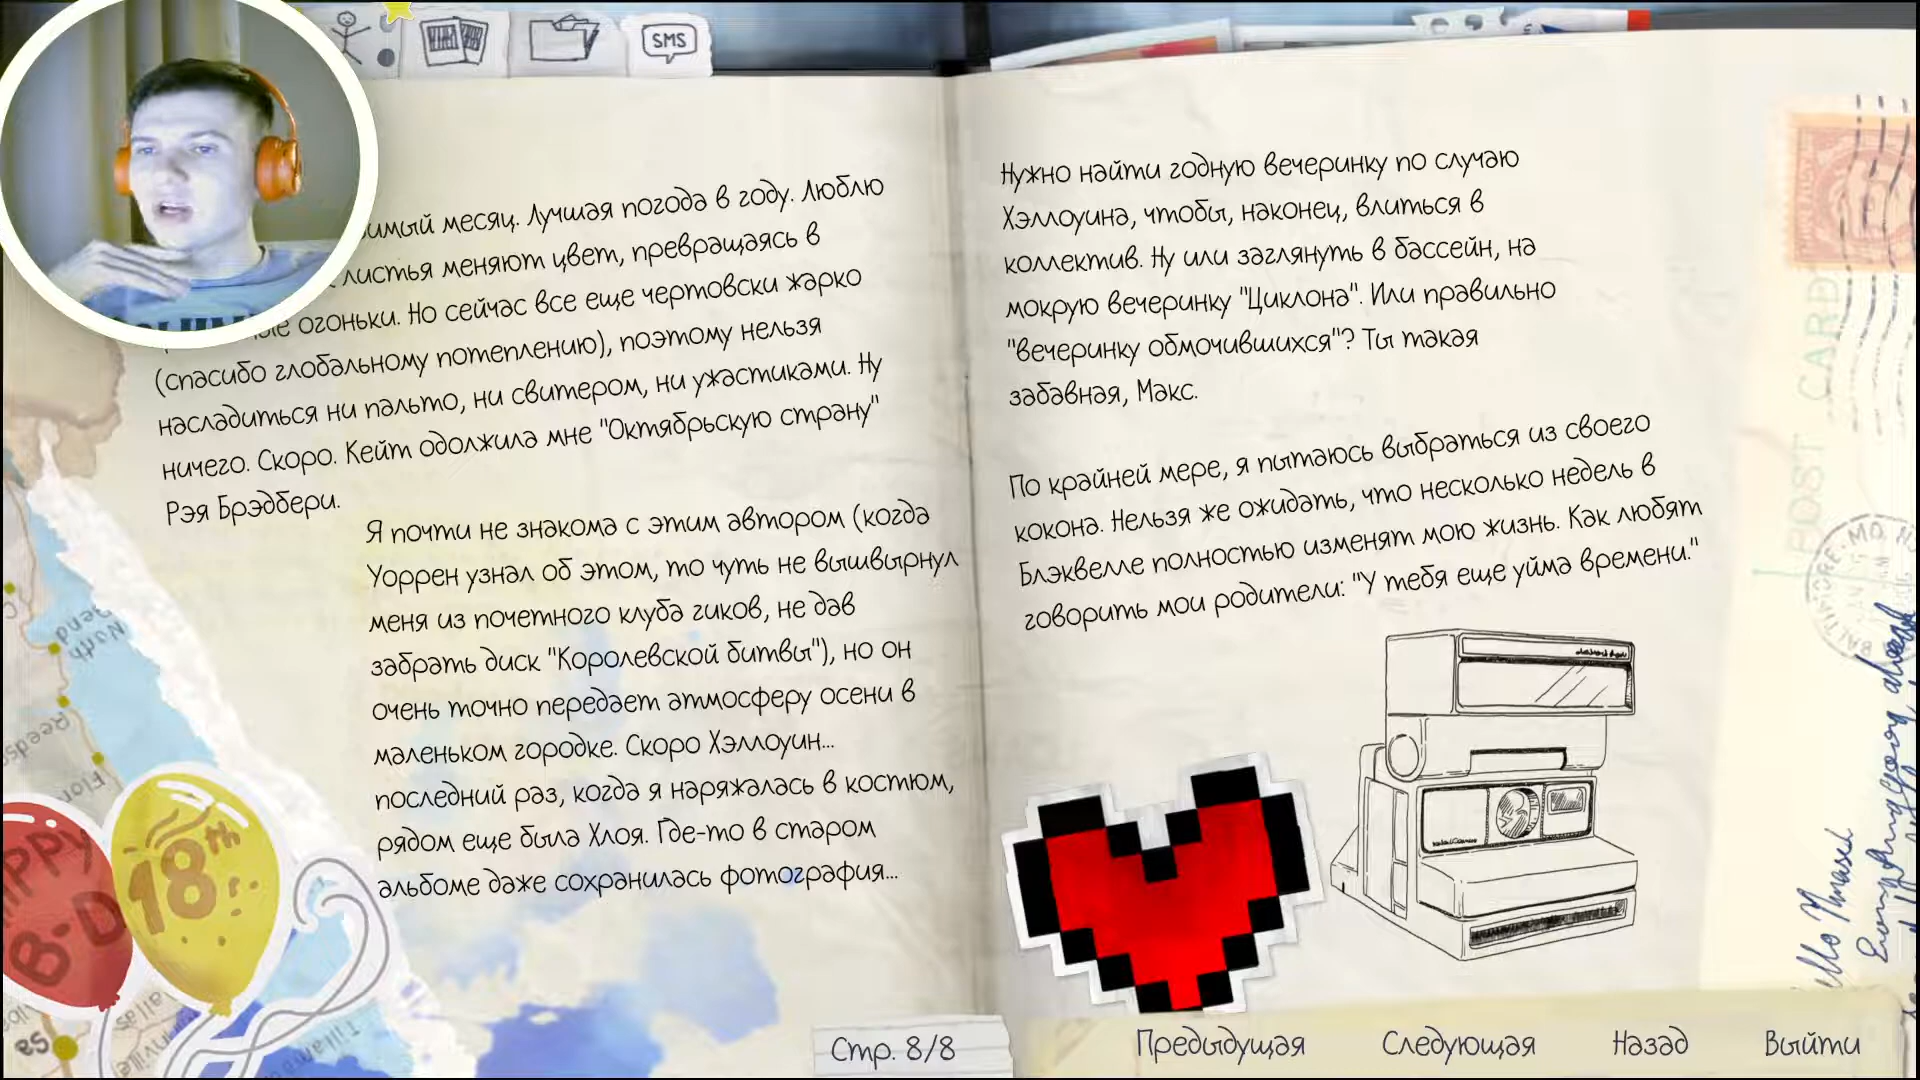 SMS
месяц. Лучшая погода в году. Люблю
листья меняют цвет, превращаясь в
огоньки. Но сейчас все еще чертовски жарко
(спасибо глобальному потеплению), поэтому нельзя
насладиться ни пальто, ни свитером, ни ужастиками. Ну
ничего. Скоро. Кейт одолжила мне "Октябрьскую страну"
Рэя Брэдбери.
Я почти не знакома с этим автором (когда
Уоррен узнал об этом, то чуть не вышвырнул
меня из почетного клуба гиков, не дав
забрать диск "Королевской битвы"), но он
очень точно передает атмосферу осени в
маленьком городке. Скоро Хэллоуин...
последний раз, когда я наряжалась в костюм,
рядом еще была Хлоя. Где-то в старом
альбоме даже сохранилась фотография...
Нужно найти годную вечеринку по случаю
Хэллоуина, чтобы, наконец, влиться в
коллектив. Ну или заглянуть в бассейн, на
мокрую вечеринку "Циклона". Или правильно
"вечеринку обмочившихся"? Ты такая
забавная, Макс.
По крайней мере, я пытаюсь выбраться из своего
кокона. Нельзя же ожидать, что несколько недель в
Блэквелле полностью изменят мою жизнь. Как любят
говорить мои родители: "У тебя еще уйма времени."
POST CARD
North
Bend
B-D
18th
Стр. 8/8
Предыдущая
Следующая
Назад
Выйти